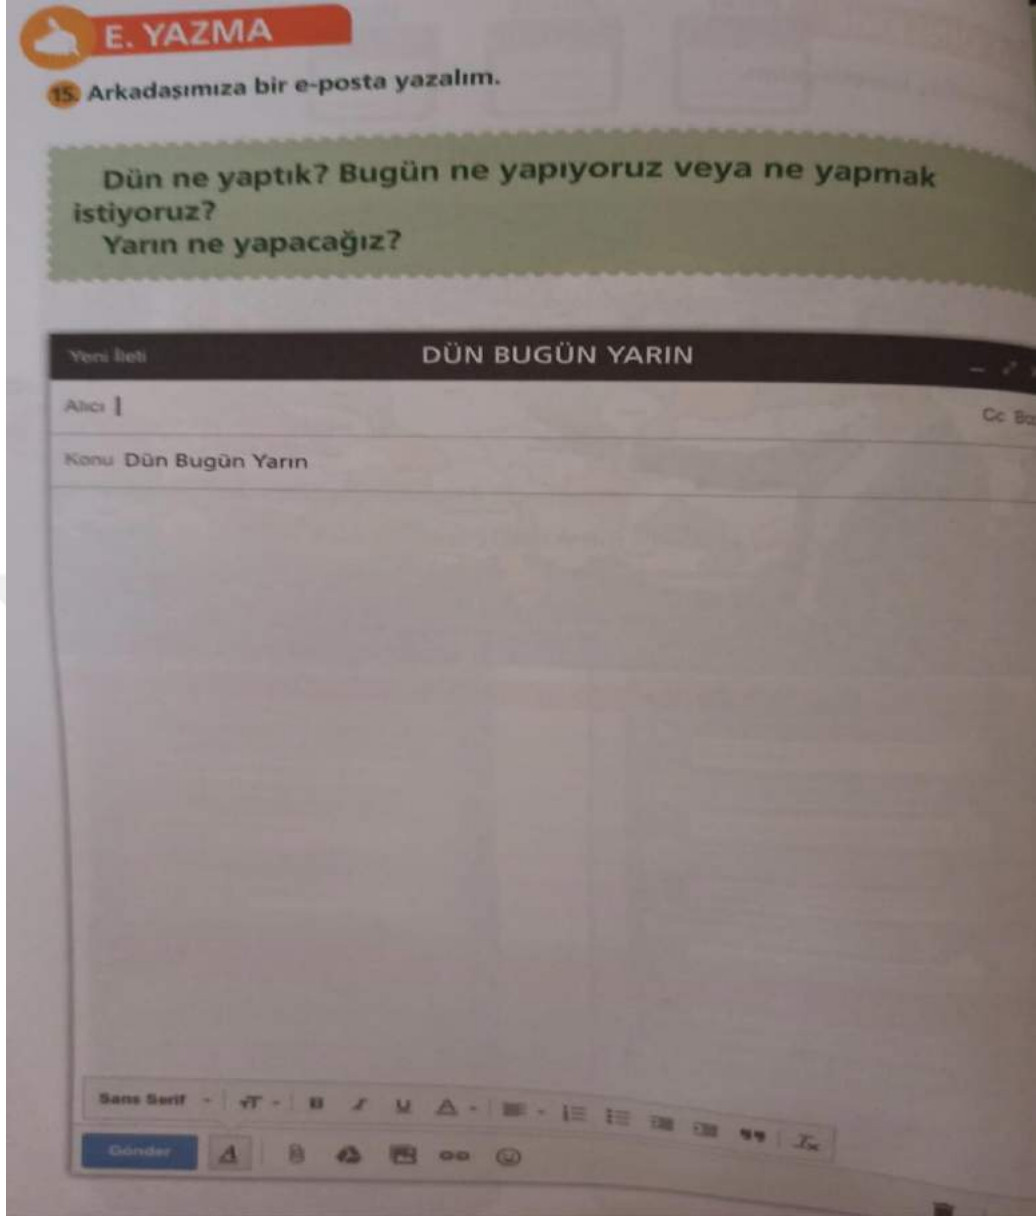 E. YAZMA
15. Arkadaşımıza bir e-posta yazalım.
Dün ne yaptık? Bugün ne yapıyoruz veya ne yapmak
istiyoruz?
Yarın ne yapacağız?
Yeni İleti DÜN BUGÜN YARIN
Alıcı Cc
Konu Dün Bugün Yarın
Sans Serif
Gönder